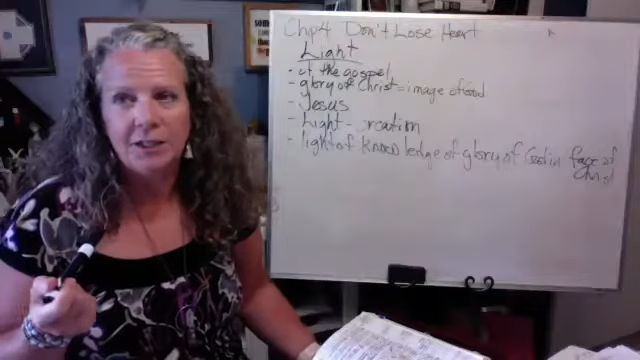 Chp4 Don't Lose Heart
Light
- of the gospel
- glory of Christ = image of God
- Jesus
- Light - creation
- light of knowledge of glory of God in face of
Christ